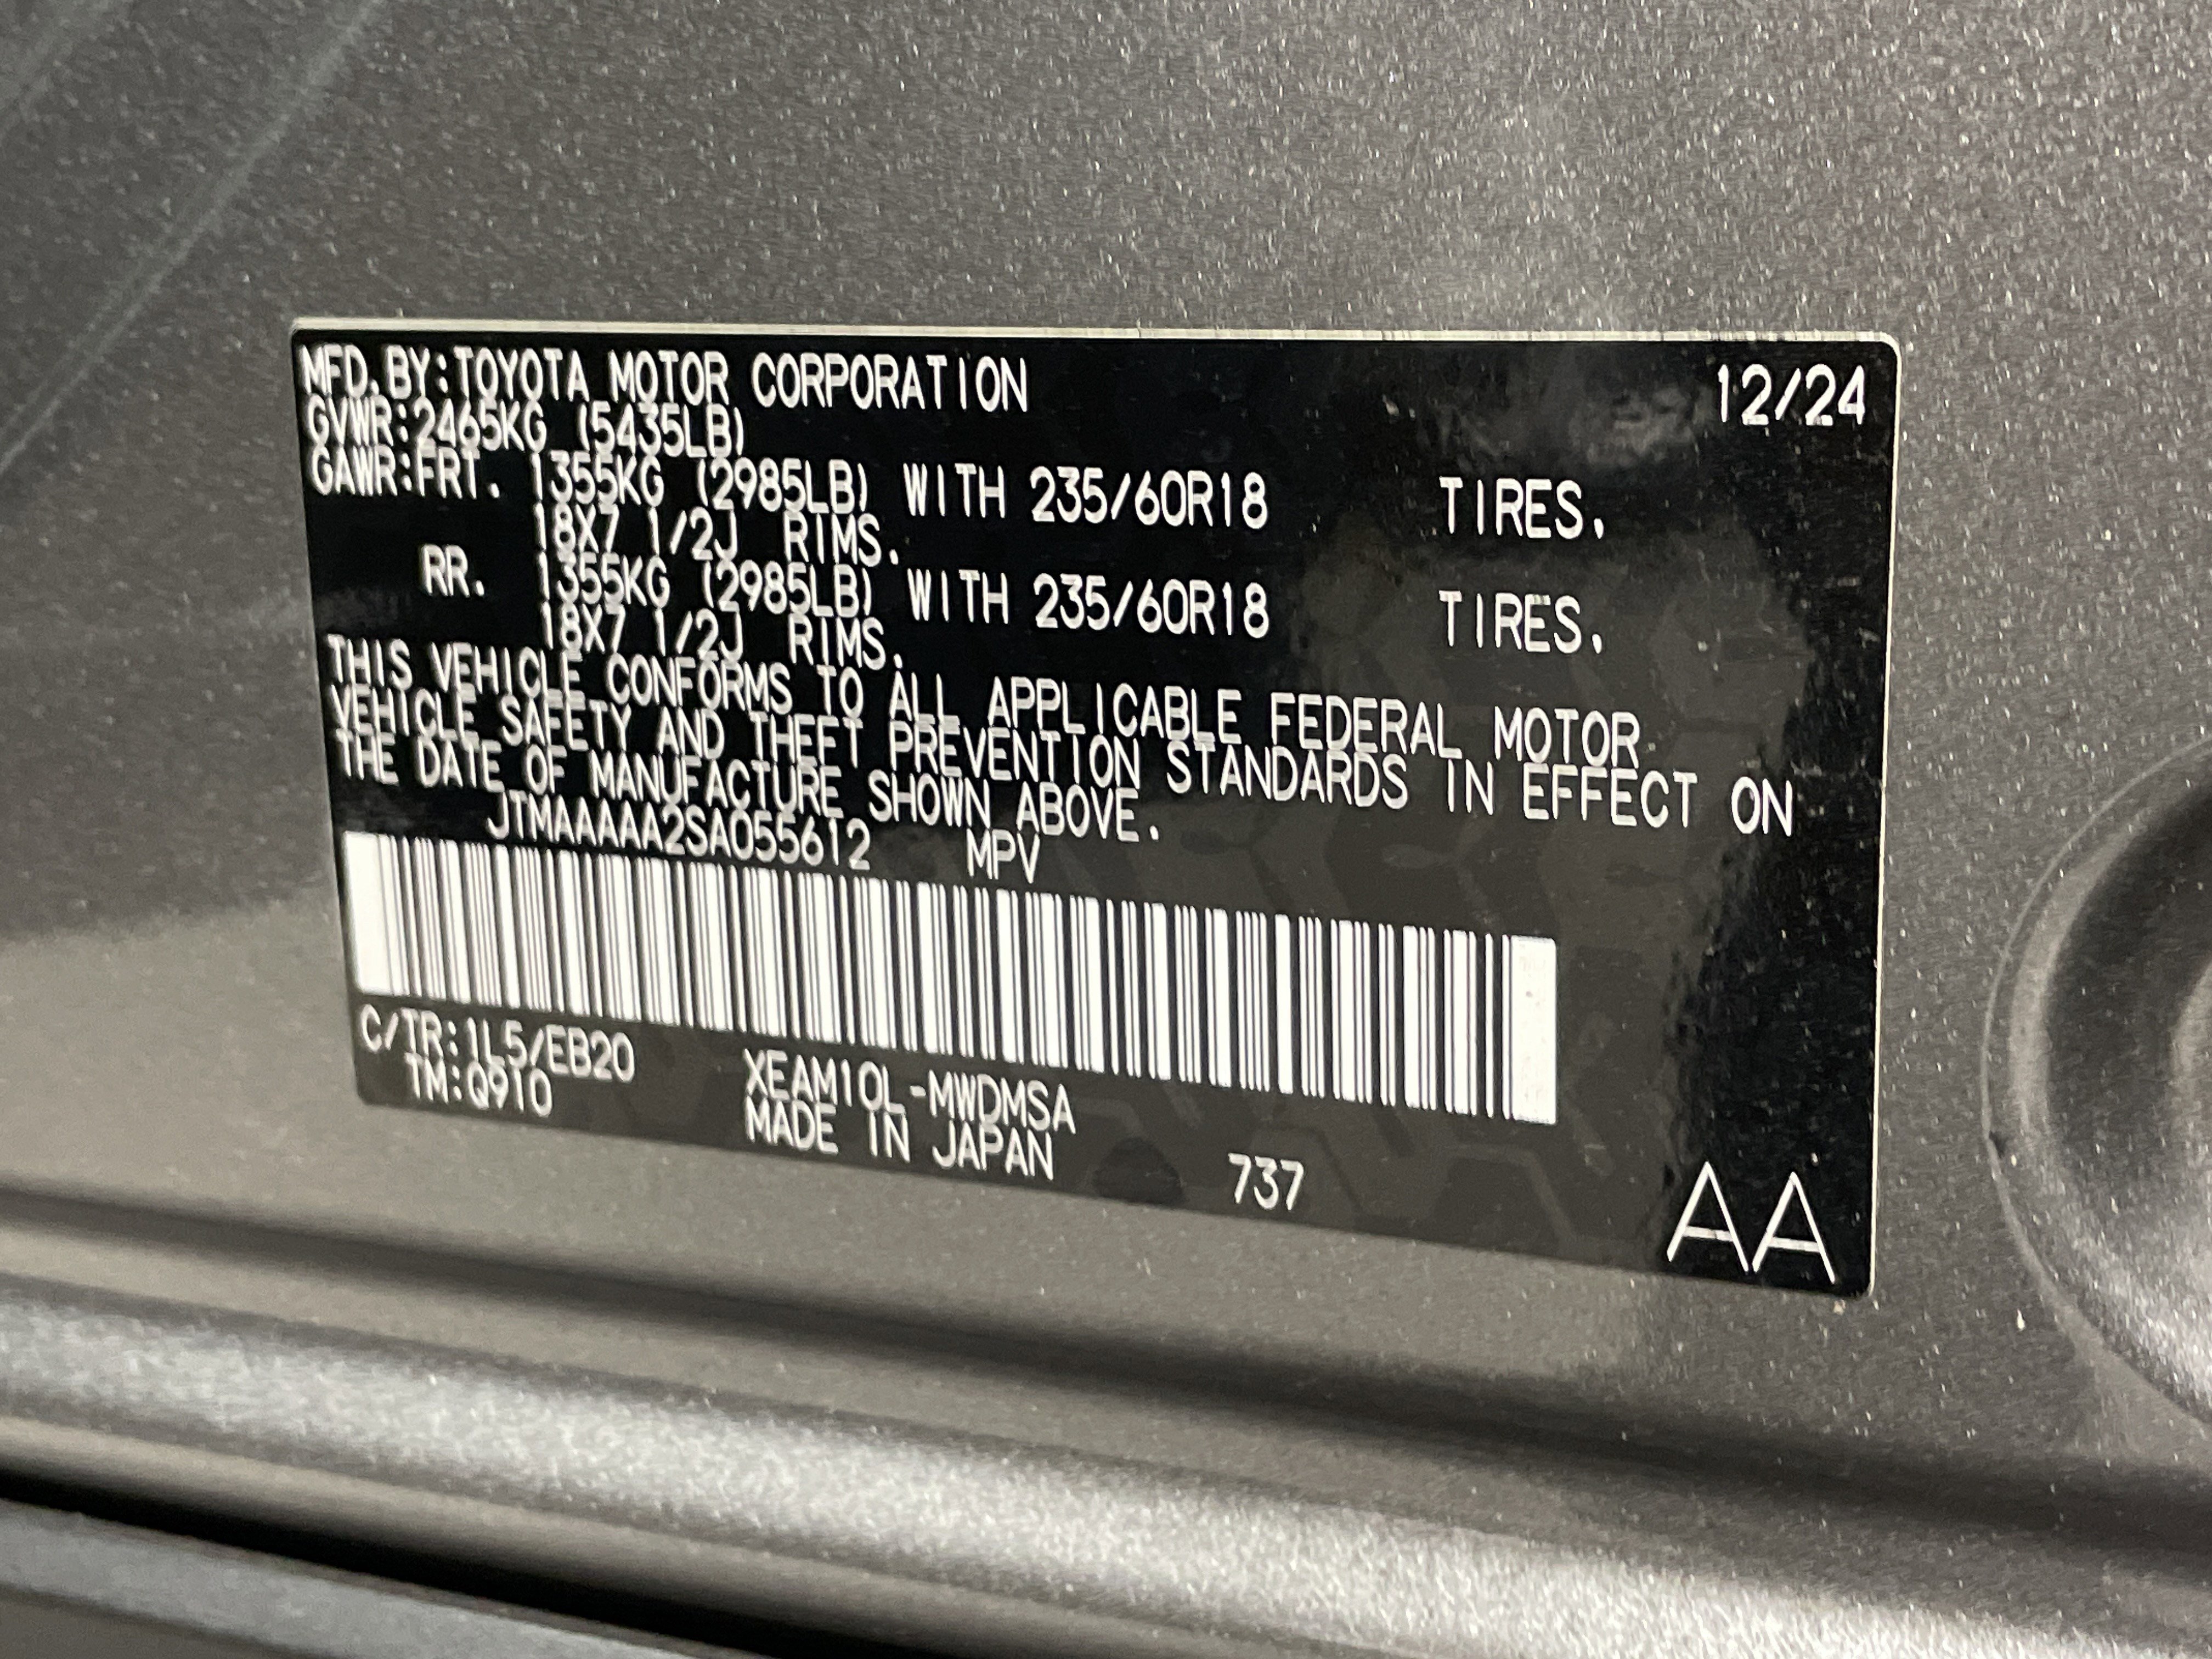 MFD.BY:TOYOTA MOTOR CORPORATION 12/24
GVWR:2465KG (5435LB)
GAWR:FRT. 1355KG (2985LB) WITH 235/60R18 TIRES.
18X7 1/2J RIMS.
RR. 1355KG (2985LB) WITH 235/60R18 TIRES.
18X7 1/2J RIMS.
THIS VEHICLE CONFORMS TO ALL APPLICABLE FEDERAL MOTOR
VEHICLE SAFETY AND THEFT PREVENTION STANDARDS IN EFFECT ON
THE DATE OF MANUFACTURE SHOWN ABOVE.
JTMAAAAA2SA055612 MPV
C/TR:1L5/EB20 XEAM10L-MWDMSA
TM:Q910 MADE IN JAPAN 737
AA